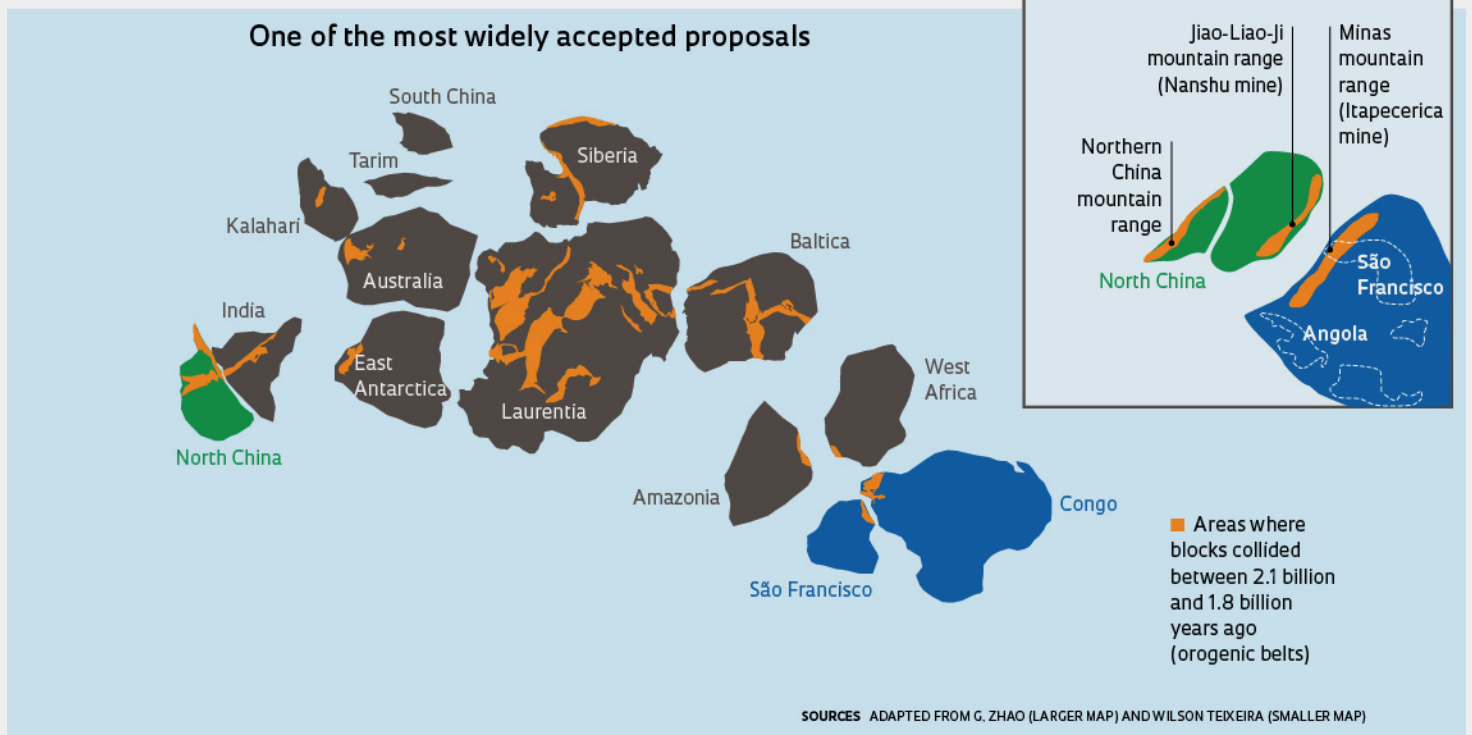 One of the most widely accepted proposals
South China
Tarim
Siberia
Kalahari
Australia
Baltica
India
East
Antarctica
Laurentia
North China
West
Africa
Amazonia
Congo
São Francisco
Jiao-Liao-Ji
mountain range
(Nanshu mine)
Minas
mountain
range
(Itapecerica
mine)
Northern
China
mountain
range
North China
São
Francisco
Angola
Areas where
blocks collided
between 2.1 billion
and 1.8 billion
years ago
(orogenic belts)
SOURCES ADAPTED FROM G. ZHAO (LARGER MAP) AND WILSON TEIXEIRA (SMALLER MAP)